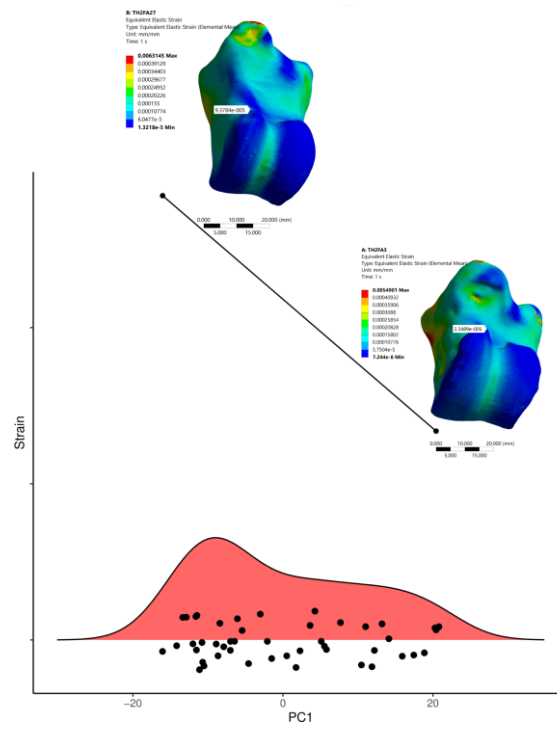 B: TH2FA27
Equivalent Elastic Strain
Type: Equivalent Elastic Strain (Elemental Mean)
Unit: mm/mm
Time: 1 s
0.0063145 Max
0.00039129
0.00034403
0.00029677
0.00024952
0.00020226
0.000155
0.00010774
6.0477e-5
1.3218e-5 Min
9.3784e-005
0.000 10.000 20.000 (mm)
5.000 15.000
A: TH2FA3
Equivalent Elastic Strain
Type: Equivalent Elastic Strain (Elemental Mean)
Unit: mm/mm
Time: 1 s
0.0054901 Max
0.00040932
0.00035906
0.0003088
0.00025854
0.00020828
0.00015802
0.00010776
5.7504e-5
7.244e-6 Min
3.3489e-005
0.000 10.000 20.000 (mm)
5.000 15.000
Strain
−20 0 20
PC1